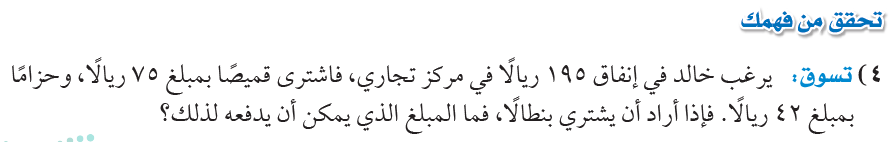 تحقق من فهمك
٤) تسوق: يرغب خالد في إنفاق ١٩٥ ريالًا في مركز تجاري، فاشترى قميصًا بمبلغ ٧٥ ريالًا، وحزامًا
بمبلغ ٤٢ ريالًا. فإذا أراد أن يشتري بنطالًا، فما المبلغ الذي يمكن أن يدفعه لذلك؟